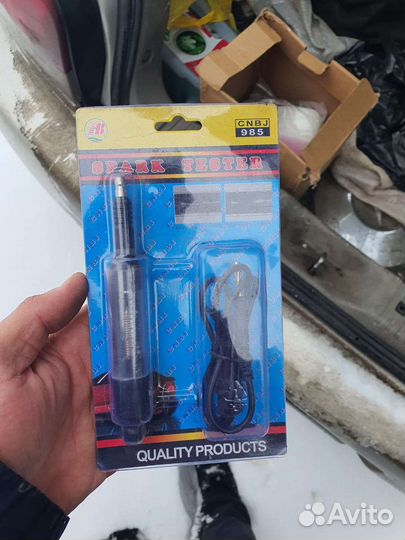 CNBJ
985
SPARK TESTER
QUALITY PRODUCTS
Avito